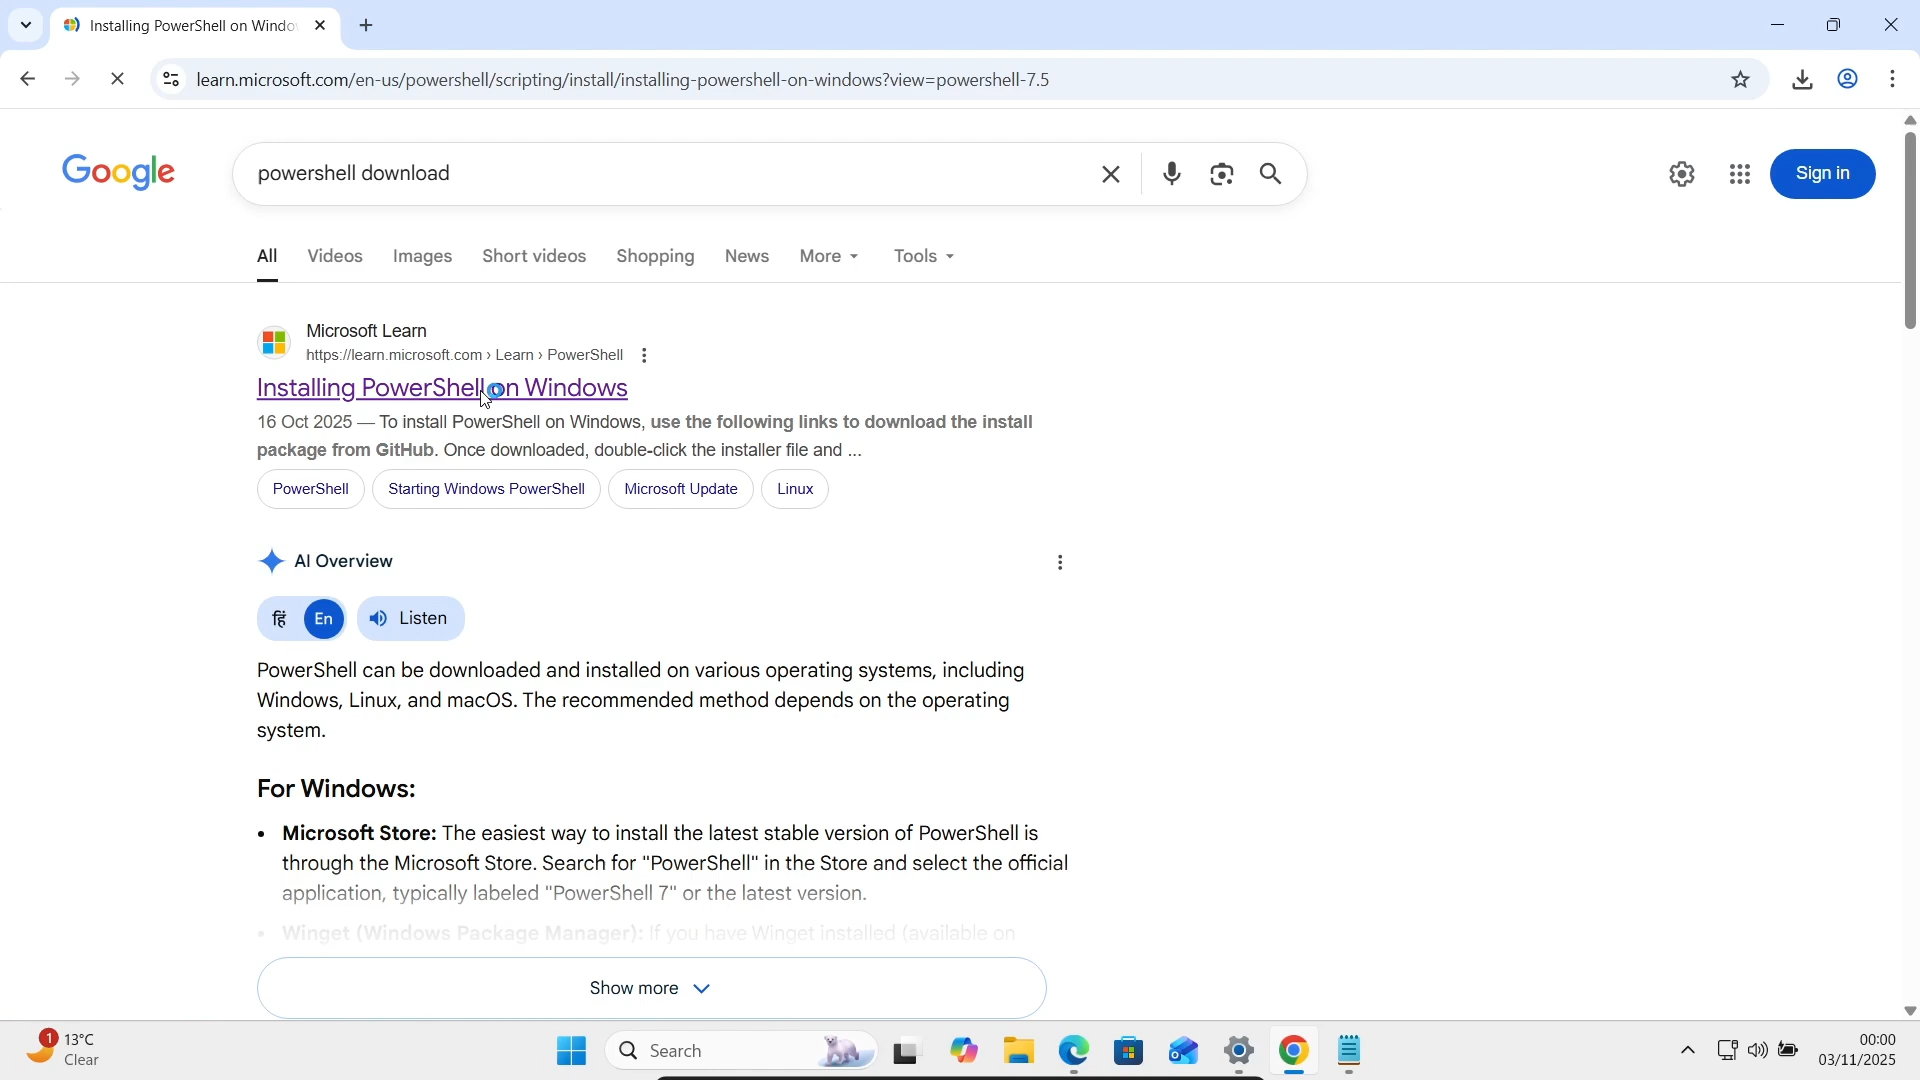 Installing PowerShell on Windo
learn.microsoft.com/en-us/powershell/scripting/install/installing-powershell-on-windows?view=powershell-7.5
Google
powershell download
Sign in
All Videos Images Short videos Shopping News More Tools
Microsoft Learn
https://learn.microsoft.com › Learn › PowerShell
Installing PowerShell on Windows
16 Oct 2025 — To install PowerShell on Windows, use the following links to download the install
package from GitHub. Once downloaded, double-click the installer file and ...
PowerShell Starting Windows PowerShell Microsoft Update Linux
AI Overview
हिं En Listen
PowerShell can be downloaded and installed on various operating systems, including
Windows, Linux, and macOS. The recommended method depends on the operating
system.
For Windows:
• Microsoft Store: The easiest way to install the latest stable version of PowerShell is
through the Microsoft Store. Search for "PowerShell" in the Store and select the official
application, typically labeled "PowerShell 7" or the latest version.
• Winget (Windows Package Manager): If you have Winget installed (available on
Show more
1 13°C
Clear
Search
00:00
03/11/2025